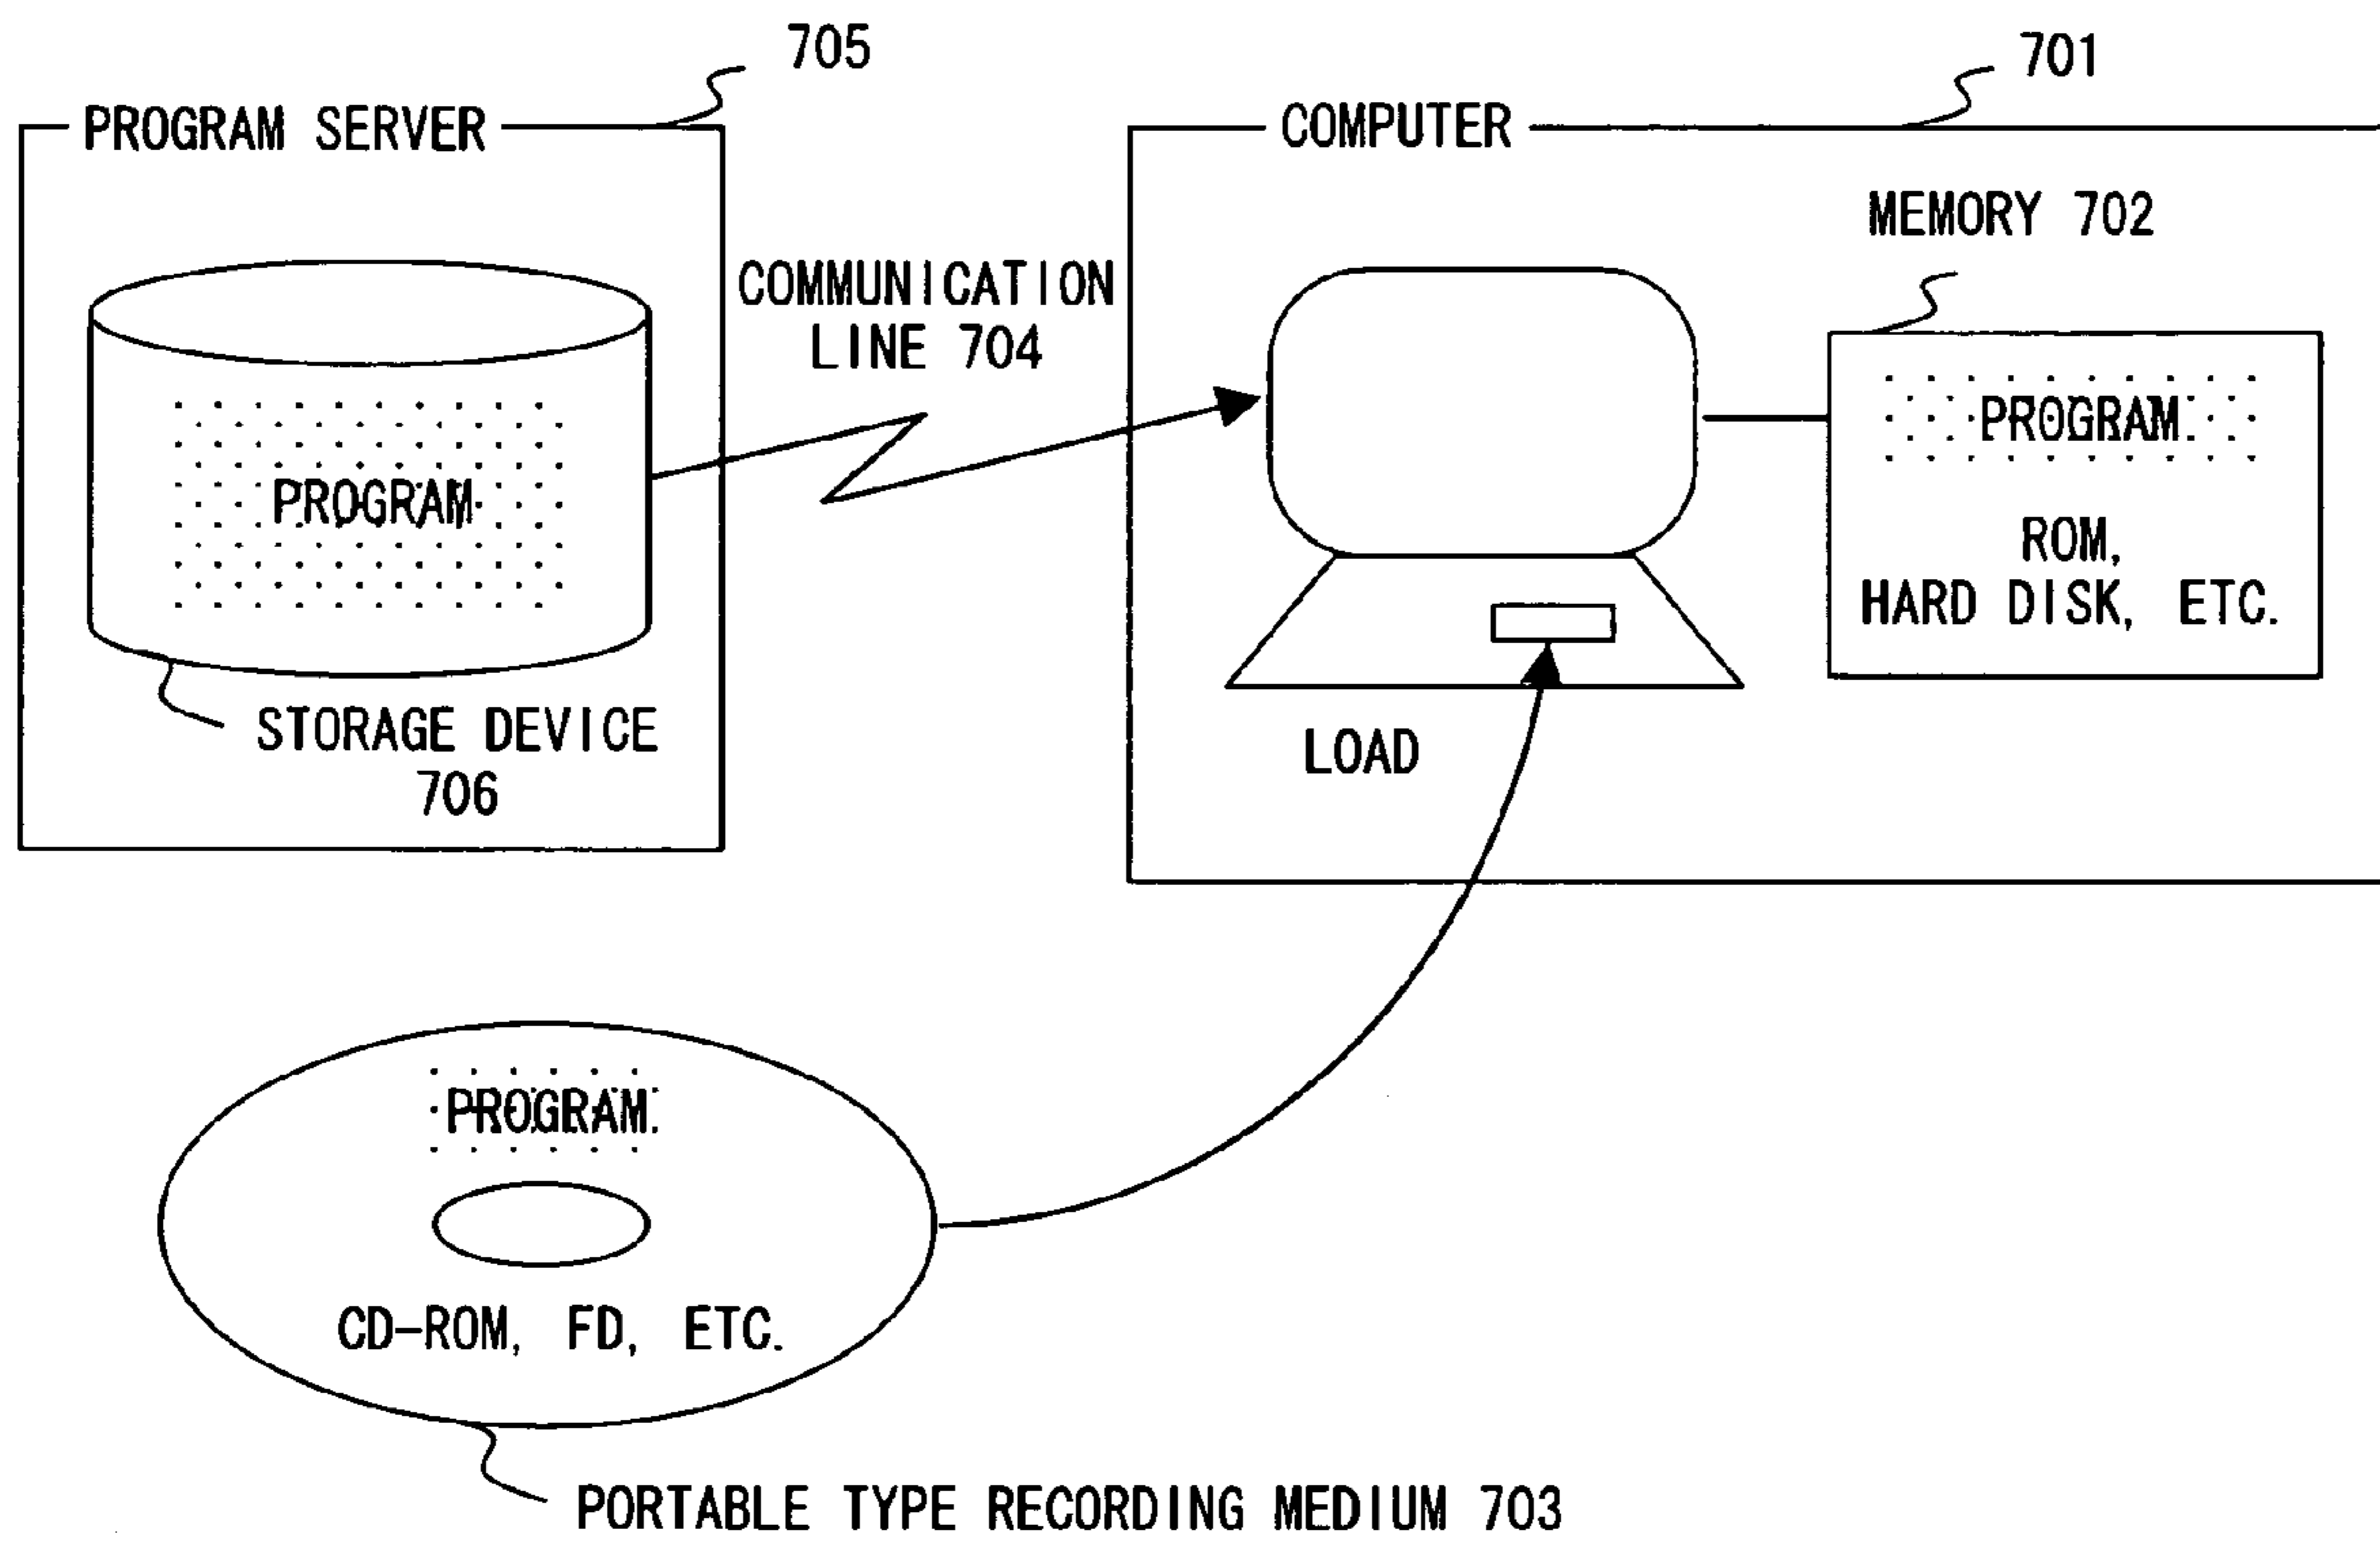 705
PROGRAM SERVER
PROGRAM
STORAGE DEVICE
706
COMMUNICATION
LINE 704
701
COMPUTER
MEMORY 702
PROGRAM
ROM,
HARD DISK, ETC.
LOAD
PROGRAM
CD-ROM, FD, ETC.
PORTABLE TYPE RECORDING MEDIUM 703